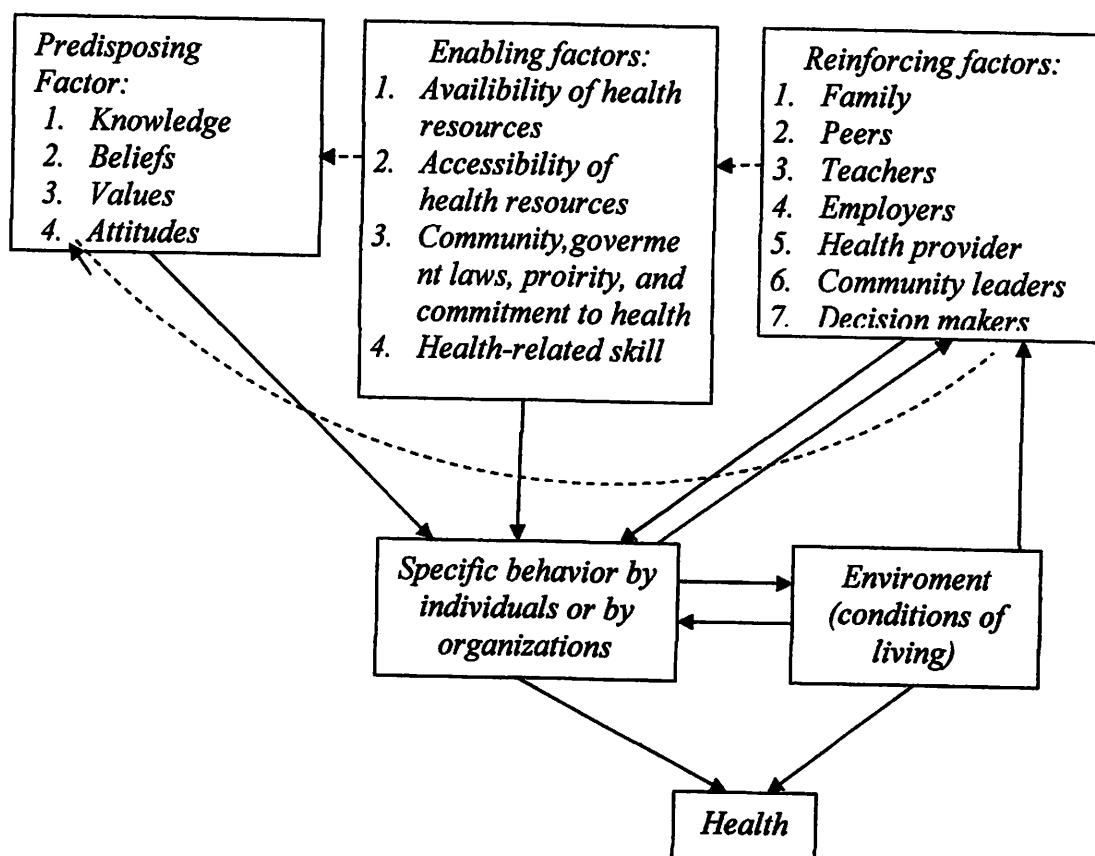 Predisposing
Factor:
1. Knowledge
2. Beliefs
3. Values
4. Attitudes
Enabling factors:
1. Availibility of health
resources
2. Accessibility of
health resources
3. Community,goverme
nt laws, proirity, and
commitment to health
4. Health-related skill
Reinforcing factors:
1. Family
2. Peers
3. Teachers
4. Employers
5. Health provider
6. Community leaders
7. Decision makers
Specific behavior by
individuals or by
organizations
Enviroment
(conditions of
living)
Health